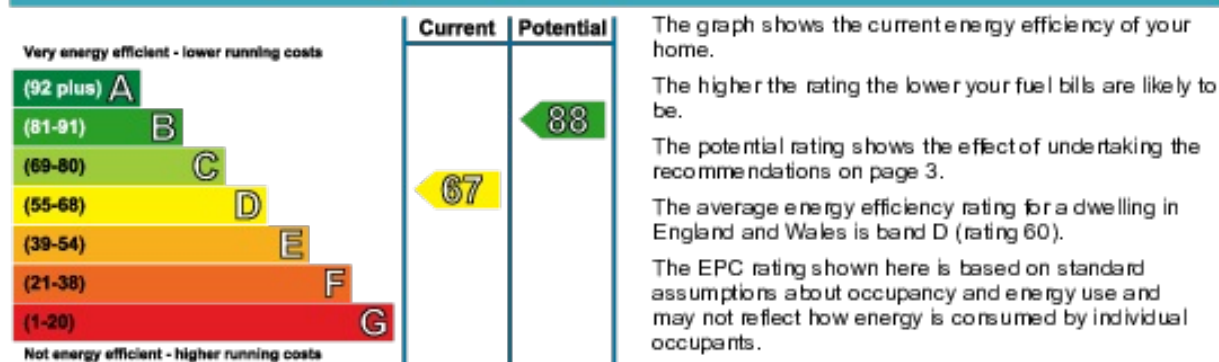 Current Potential
Very energy efficient - lower running costs
(92 plus) A
(81-91) B
(69-80) C
(55-68) D
(39-54) E
(21-38) F
(1-20) G
Not energy efficient - higher running costs
67
88
The graph shows the current energy efficiency of your
home.
The higher the rating the lower your fuel bills are likely to
be.
The potential rating shows the effect of undertaking the
recommendations on page 3.
The average energy efficiency rating for a dwelling in
England and Wales is band D (rating 60).
The EPC rating shown here is based on standard
assumptions about occupancy and energy use and
may not reflect how energy is consumed by individual
occupants.